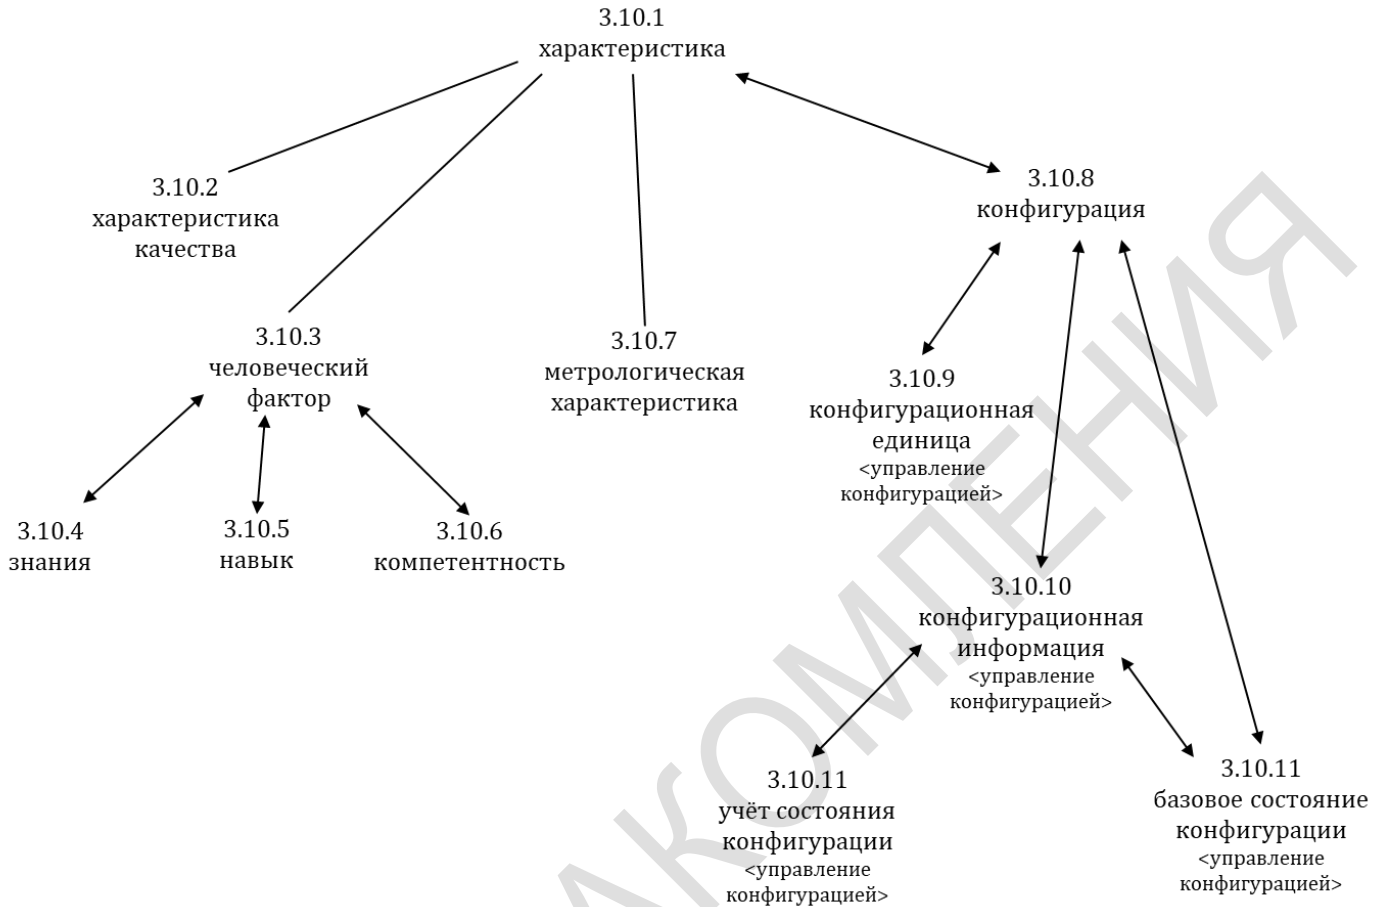 3.10.1
характеристика
3.10.2
характеристика
качества
3.10.8
конфигурация
3.10.3
человеческий
фактор
3.10.7
метрологическая
характеристика
3.10.9
конфигурационная
единица
<управление
конфигурацией>
3.10.4
знания
3.10.5
навык
3.10.6
компетентность
3.10.10
конфигурационная
информация
<управление
конфигурацией>
3.10.11
учёт состояния
конфигурации
<управление
конфигурацией>
3.10.11
базовое состояние
конфигурации
<управление
конфигурацией>
АКОМЛЕНИЯ